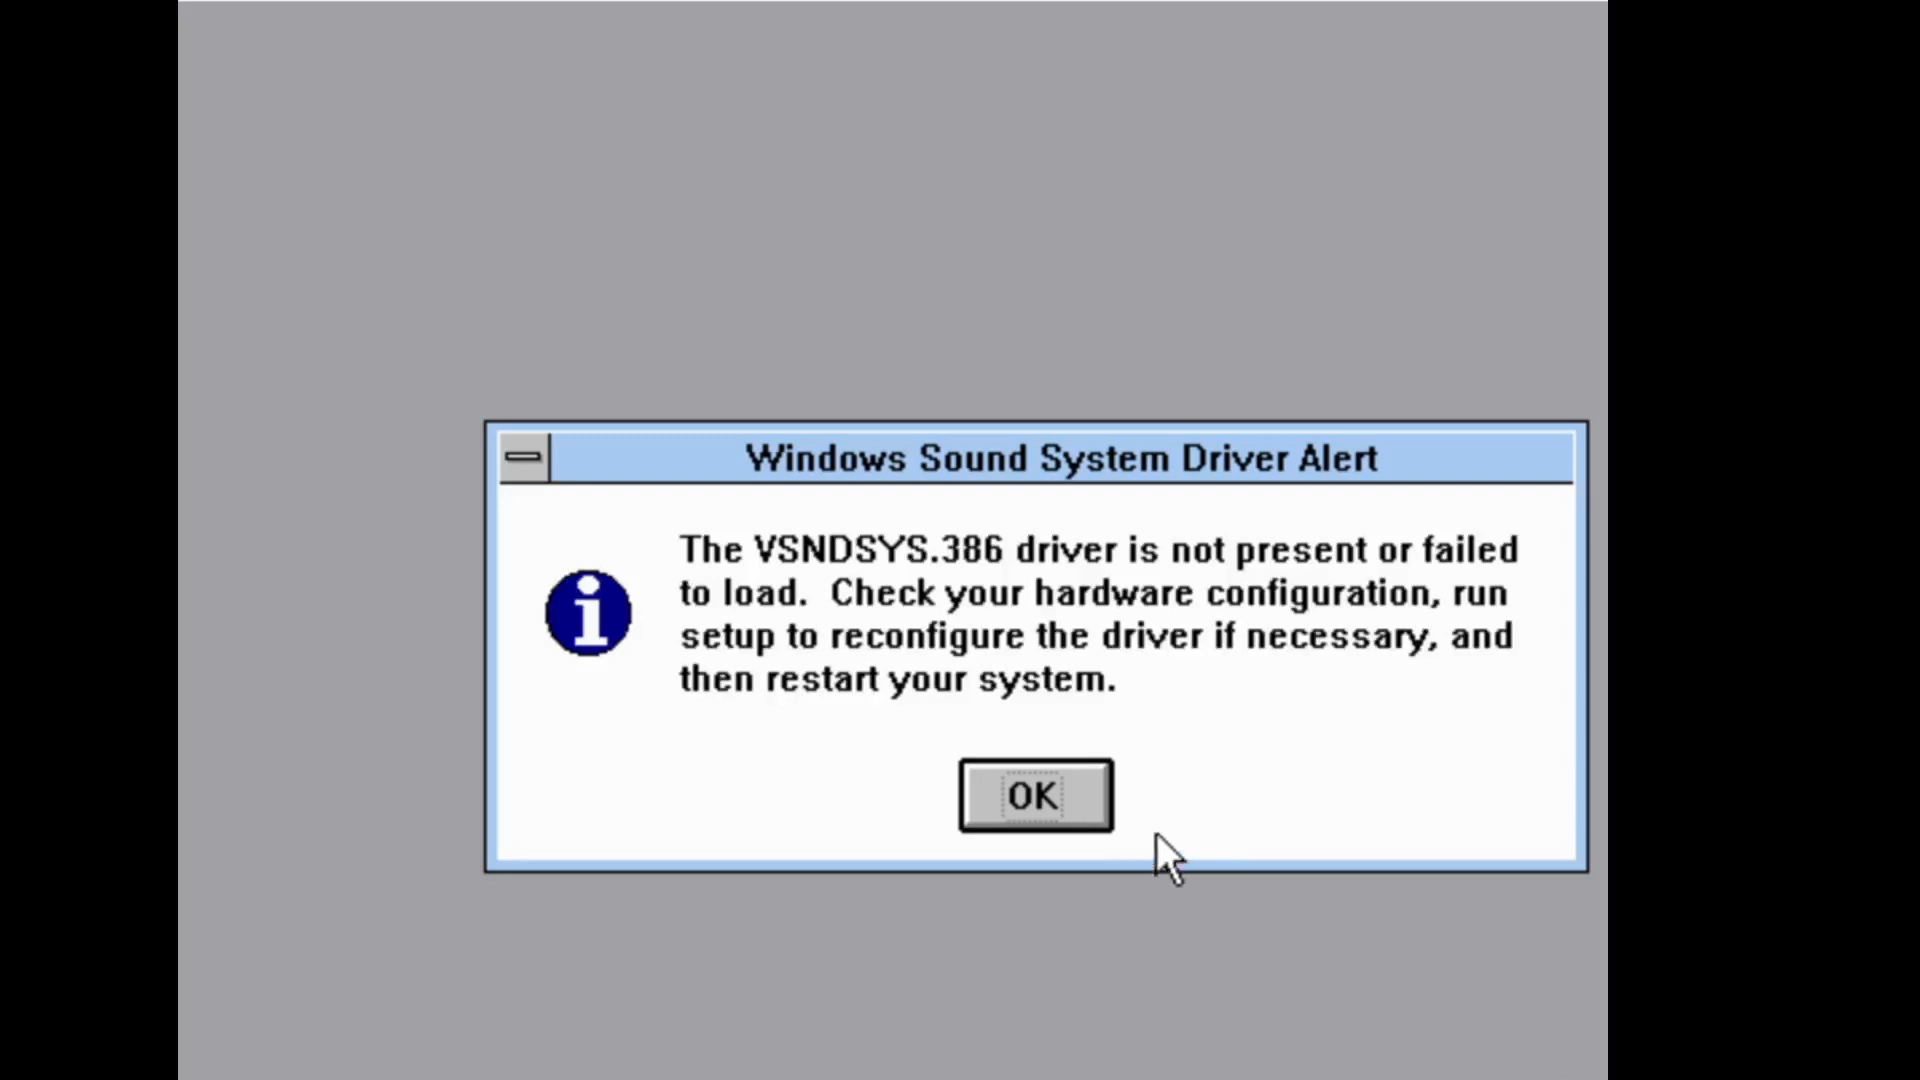 Windows Sound System Driver Alert
The VSNDSYS.386 driver is not present or failed
to load.  Check your hardware configuration, run
setup to reconfigure the driver if necessary, and
then restart your system.
OK